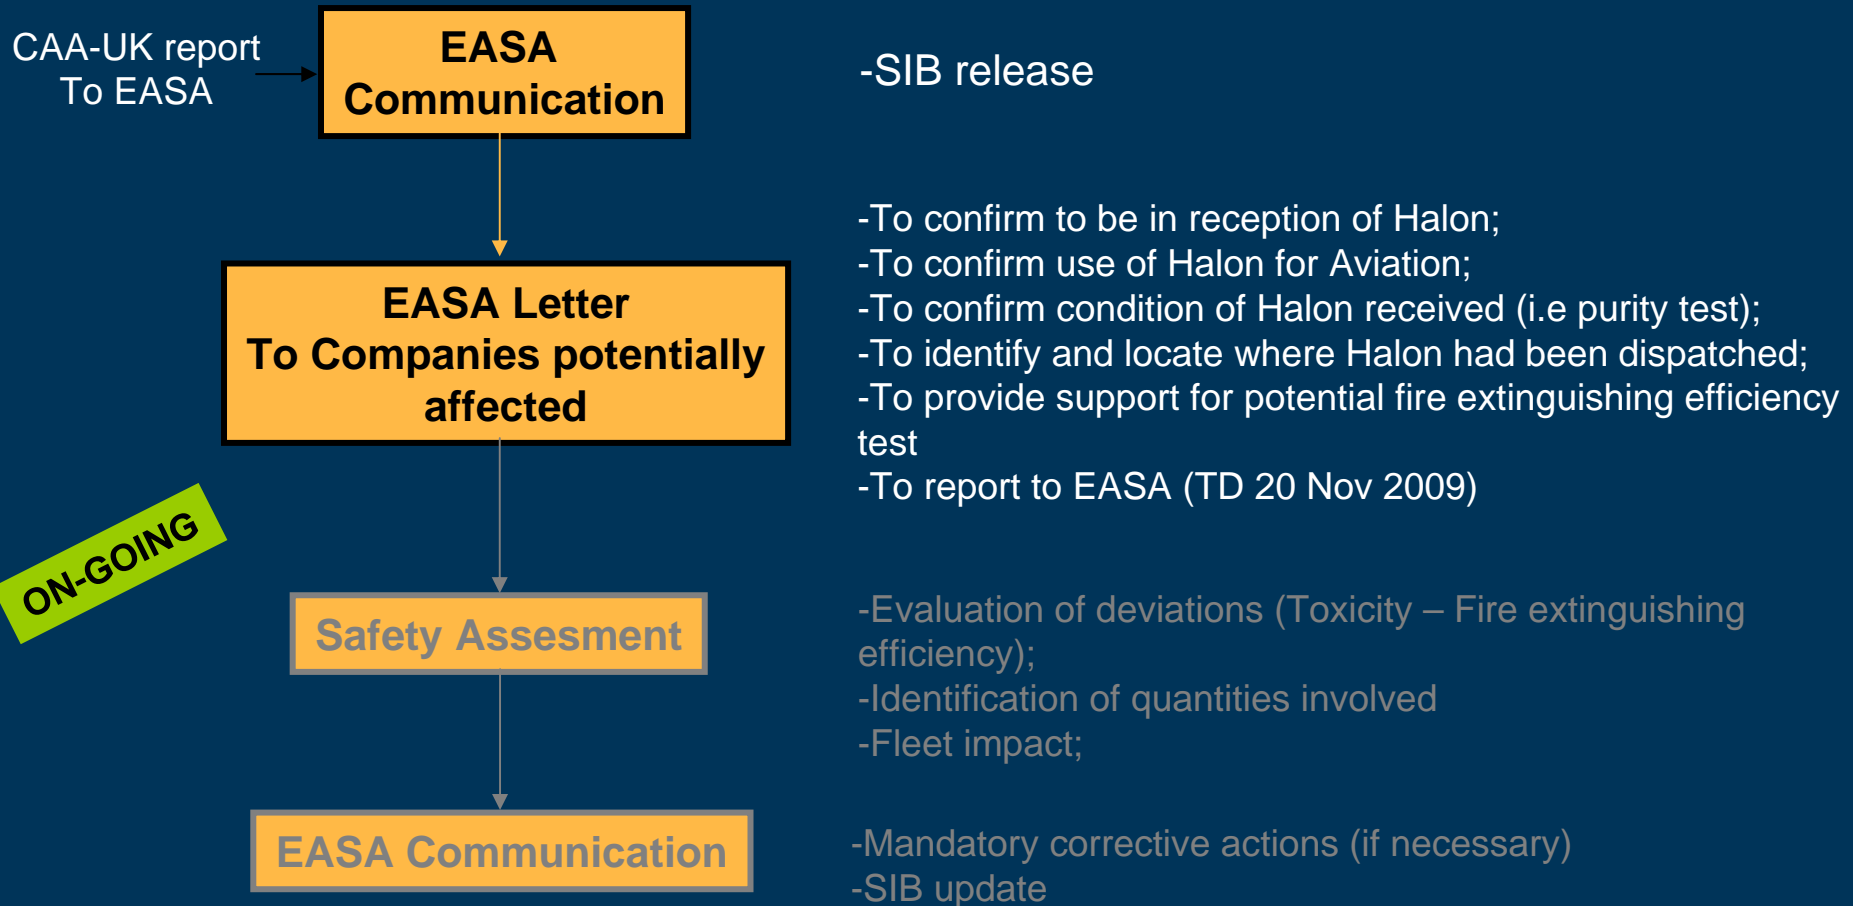 CAA-UK report
To EASA
EASA
Communication
-SIB release
EASA Letter
To Companies potentially
affected
-To confirm to be in reception of Halon;
-To confirm use of Halon for Aviation;
-To confirm condition of Halon received (i.e purity test);
-To identify and locate where Halon had been dispatched;
-To provide support for potential fire extinguishing efficiency
test
-To report to EASA (TD 20 Nov 2009)
ON-GOING
Safety Assesment
-Evaluation of deviations (Toxicity – Fire extinguishing
efficiency);
-Identification of quantities involved
-Fleet impact;
EASA Communication
-Mandatory corrective actions (if necessary)
-SIB update